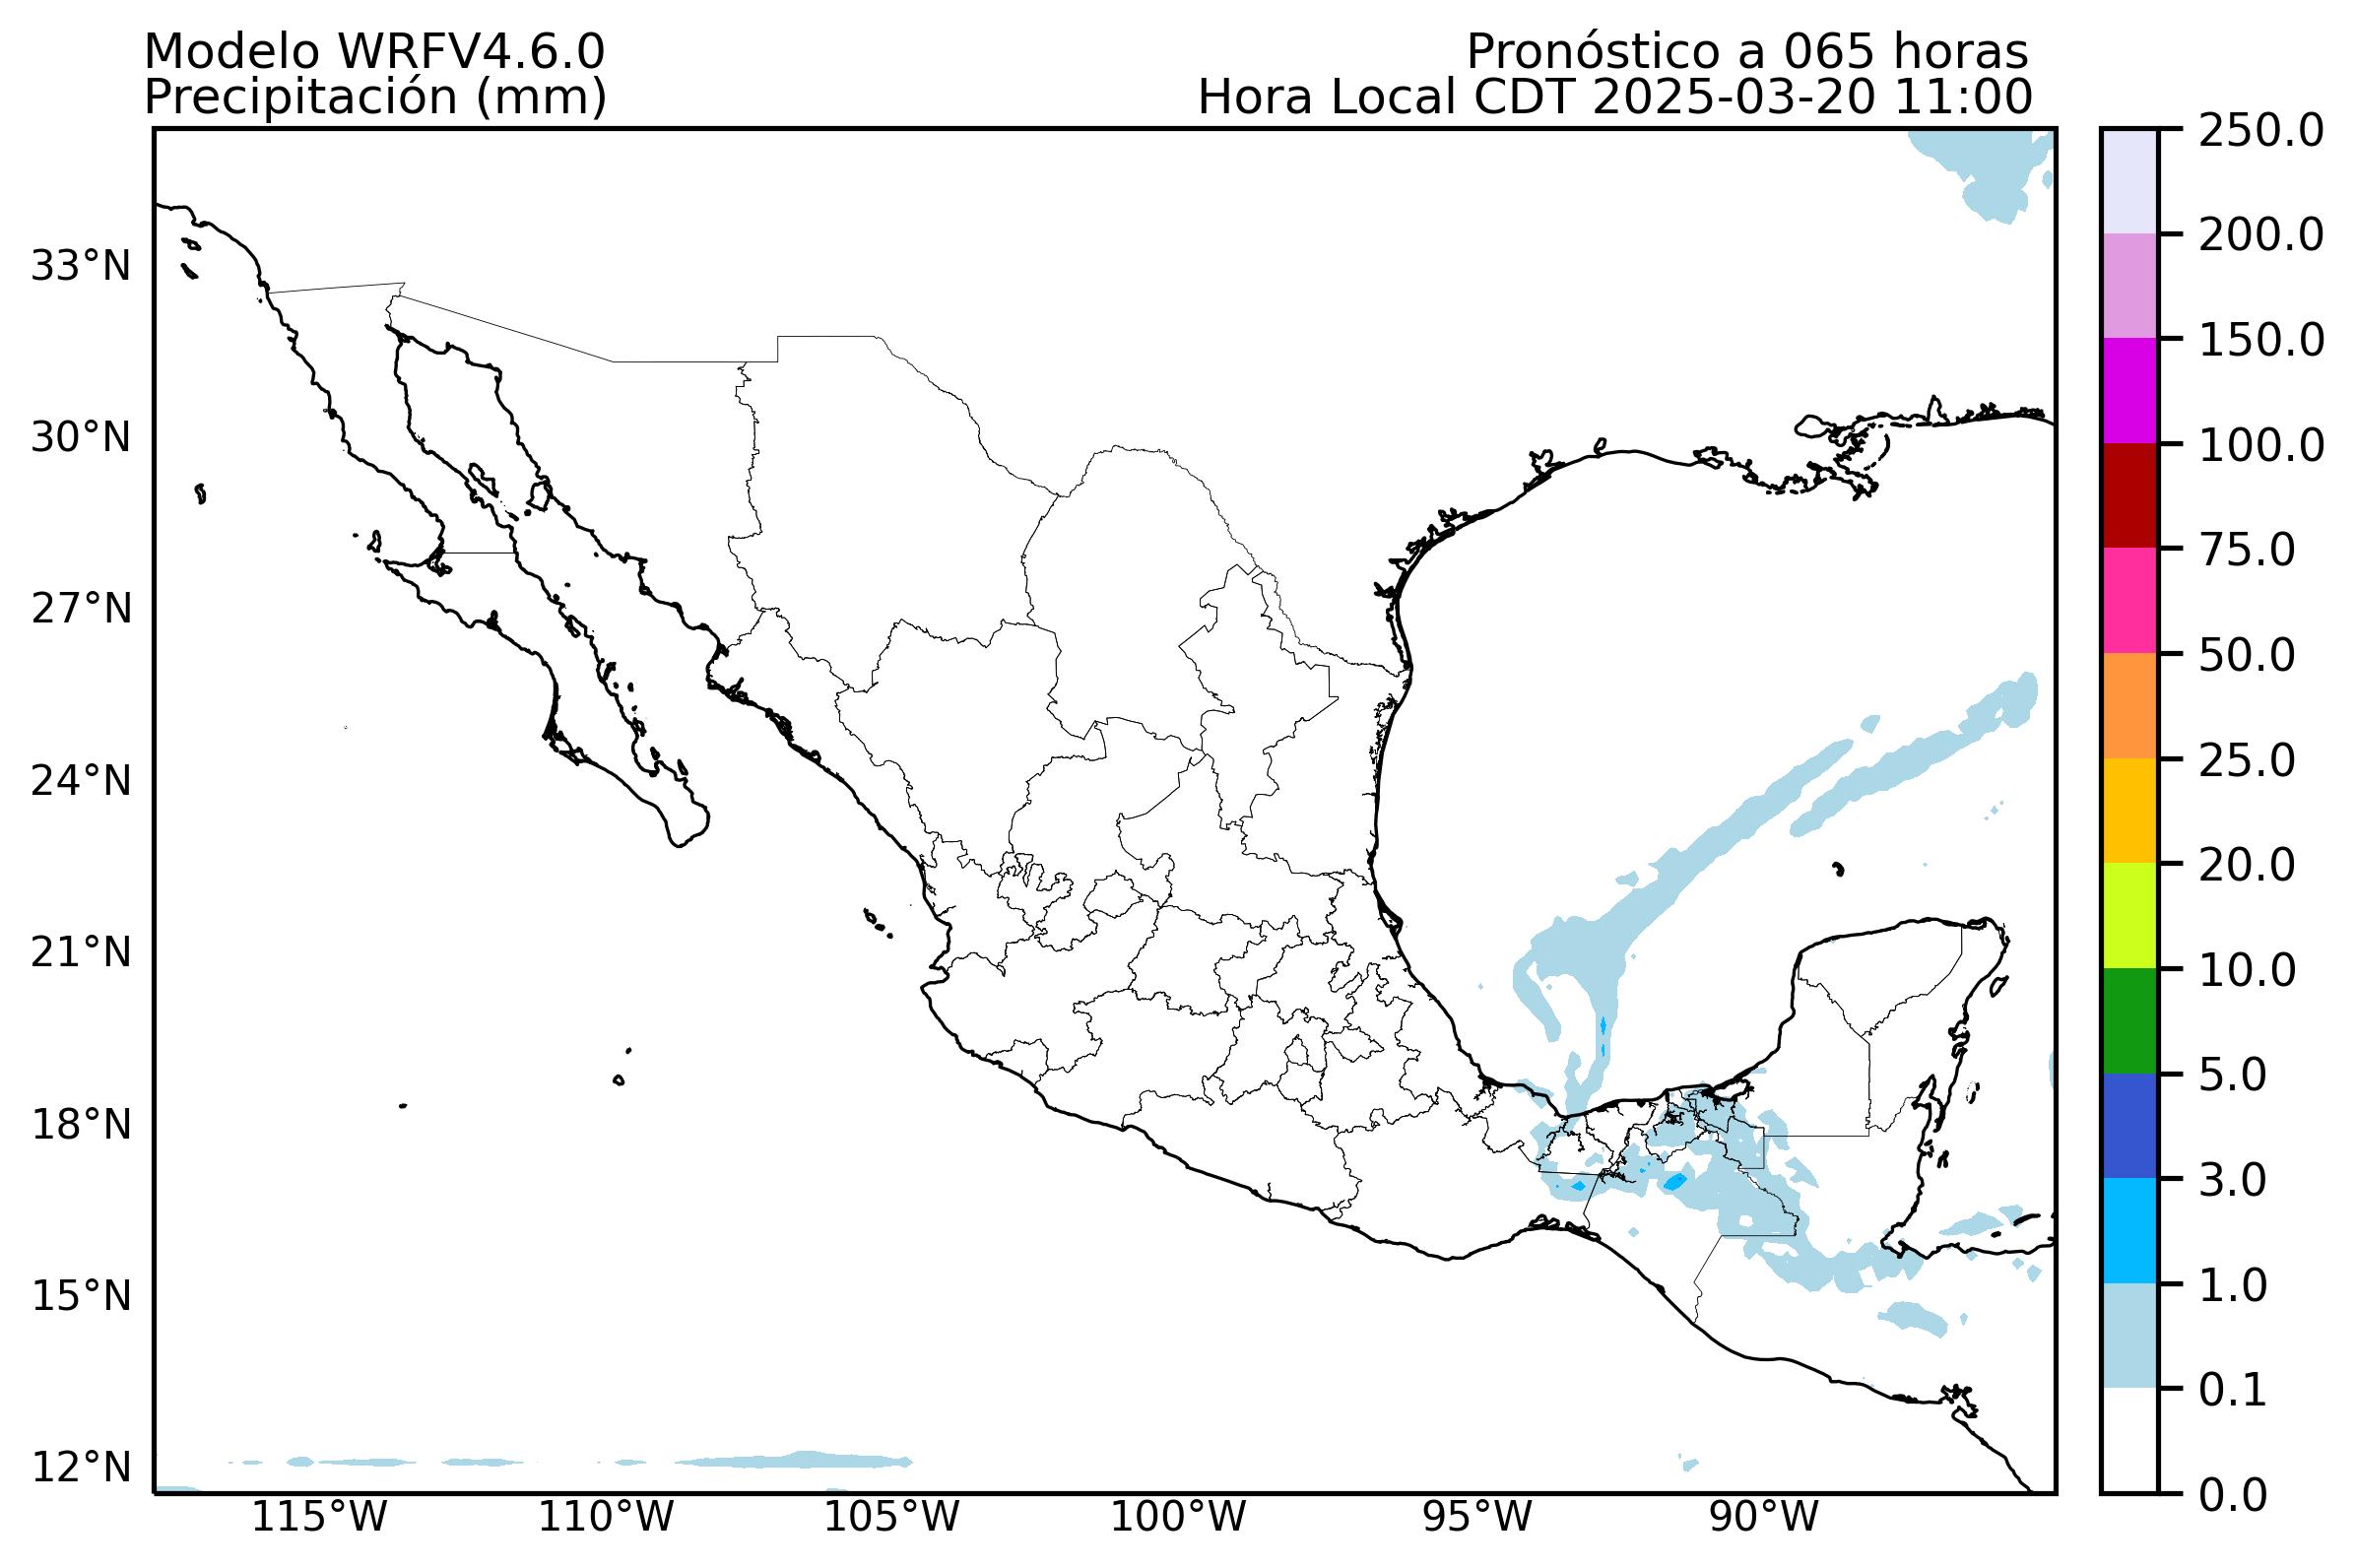 Modelo WRFV4.6.0
Pronóstico a 065 horas
Precipitación (mm)
Hora Local CDT 2025-03-20 11:00
33°N
30°N
27°N
24°N
21°N
18°N
15°N
12°N
115°W
110°W
105°W
100°W
95°W
90°W
250.0
200.0
150.0
100.0
75.0
50.0
25.0
20.0
10.0
5.0
3.0
1.0
0.1
0.0